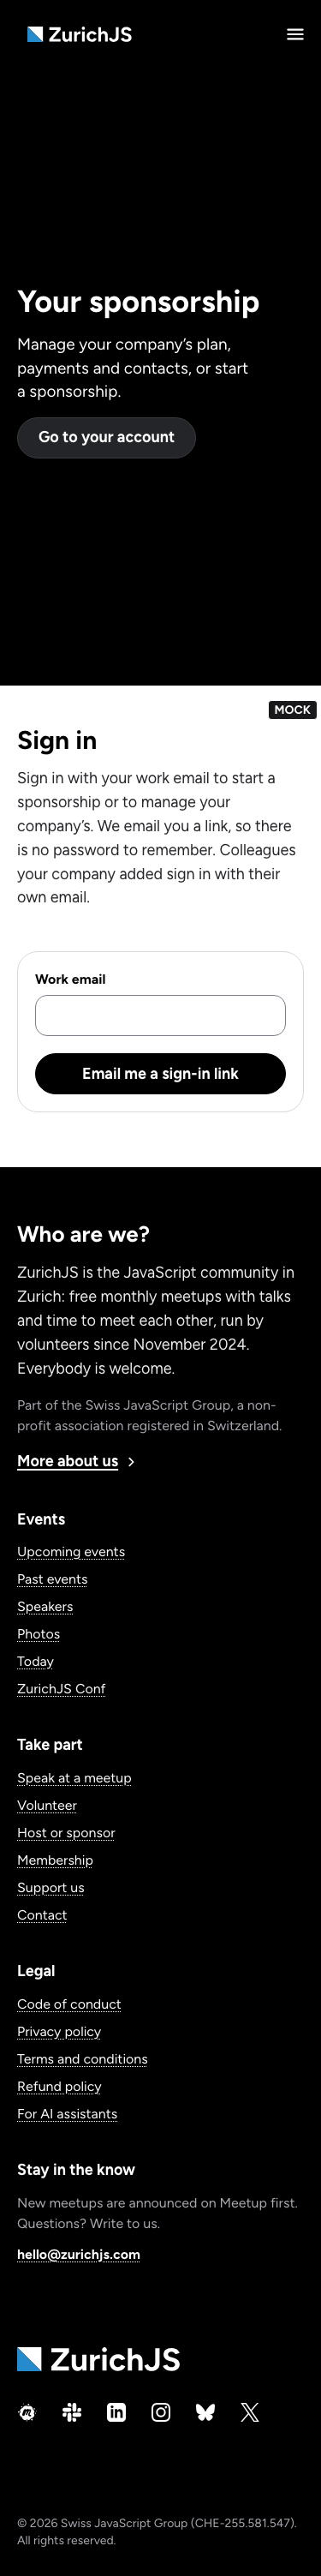 ZurichJS
Your sponsorship
Manage your company’s plan,
payments and contacts, or start
a sponsorship.
Go to your account
MOCK
Sign in
Sign in with your work email to start a
sponsorship or to manage your
company’s. We email you a link, so there
is no password to remember. Colleagues
your company added sign in with their
own email.
Work email
Email me a sign-in link
Who are we?
ZurichJS is the JavaScript community in
Zurich: free monthly meetups with talks
and time to meet each other, run by
volunteers since November 2024.
Everybody is welcome.
Part of the Swiss JavaScript Group, a non-
profit association registered in Switzerland.
More about us
Events
Upcoming events
Past events
Speakers
Photos
Today
ZurichJS Conf
Take part
Speak at a meetup
Volunteer
Host or sponsor
Membership
Support us
Contact
Legal
Code of conduct
Privacy policy
Terms and conditions
Refund policy
For AI assistants
Stay in the know
New meetups are announced on Meetup first.
Questions? Write to us.
hello@zurichjs.com
ZurichJS
© 2026 Swiss JavaScript Group (CHE-255.581.547).
All rights reserved.